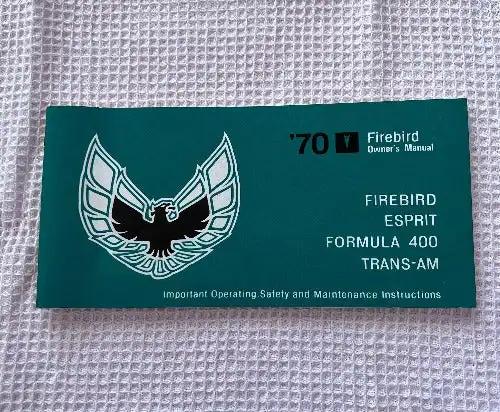 '70 Firebird
Owner's Manual
FIREBIRD
ESPRIT
FORMULA 400
TRANS-AM
Important Operating, Safety and Maintenance Instructions